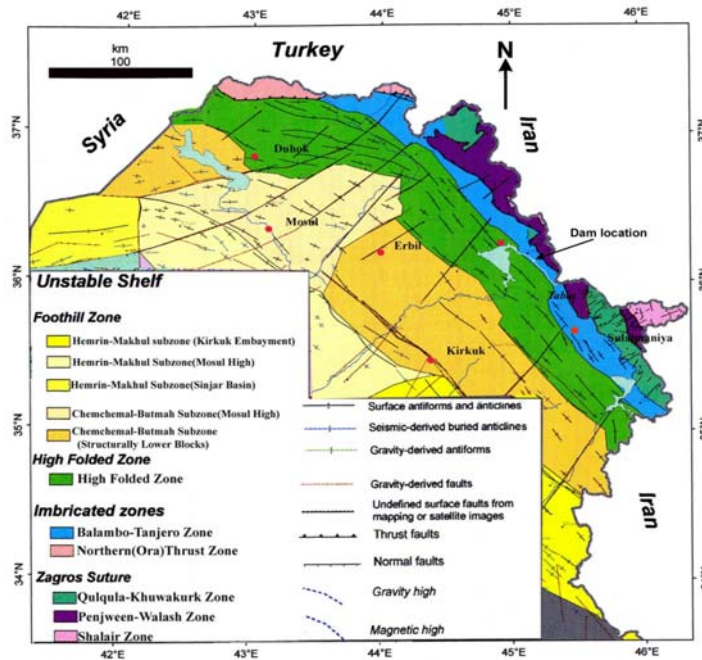 42°E
43°E
44°E
45°E
46°E
km
100
Turkey
N
Iran
Syria
37°N
Duhok
Mosul
Dam location
Erbil
36°N
Sulaimaniya
Kirkuk
35°N
Iran
34°N
Unstable Shelf
Foothill Zone
Hemrin-Makhul subzone (Kirkuk Embayment)
Hemrin-Makhul Subzone(Mosul High)
Hemrin-Makhul Subzone(Sinjar Basin)
Chemchemal-Butmah Subzone(Mosul High)
Chemchemal-Butmah Subzone
(Structurally Lower Blocks)
High Folded Zone
High Folded Zone
Imbricated zones
Balambo-Tanjero Zone
Northern(Ora)Thrust Zone
Zagros Suture
Qulqula-Khuwakurk Zone
Penjween-Walash Zone
Shalair Zone
Surface antiforms and anticlines
Seismic-derived buried anticlines
Gravity-derived antiforms
Gravity-derived faults
Undefined surface faults from
mapping or satellite images
Thrust faults
Normal faults
Gravity high
Magnetic high
42°E
43°E
44°E
45°E
46°E